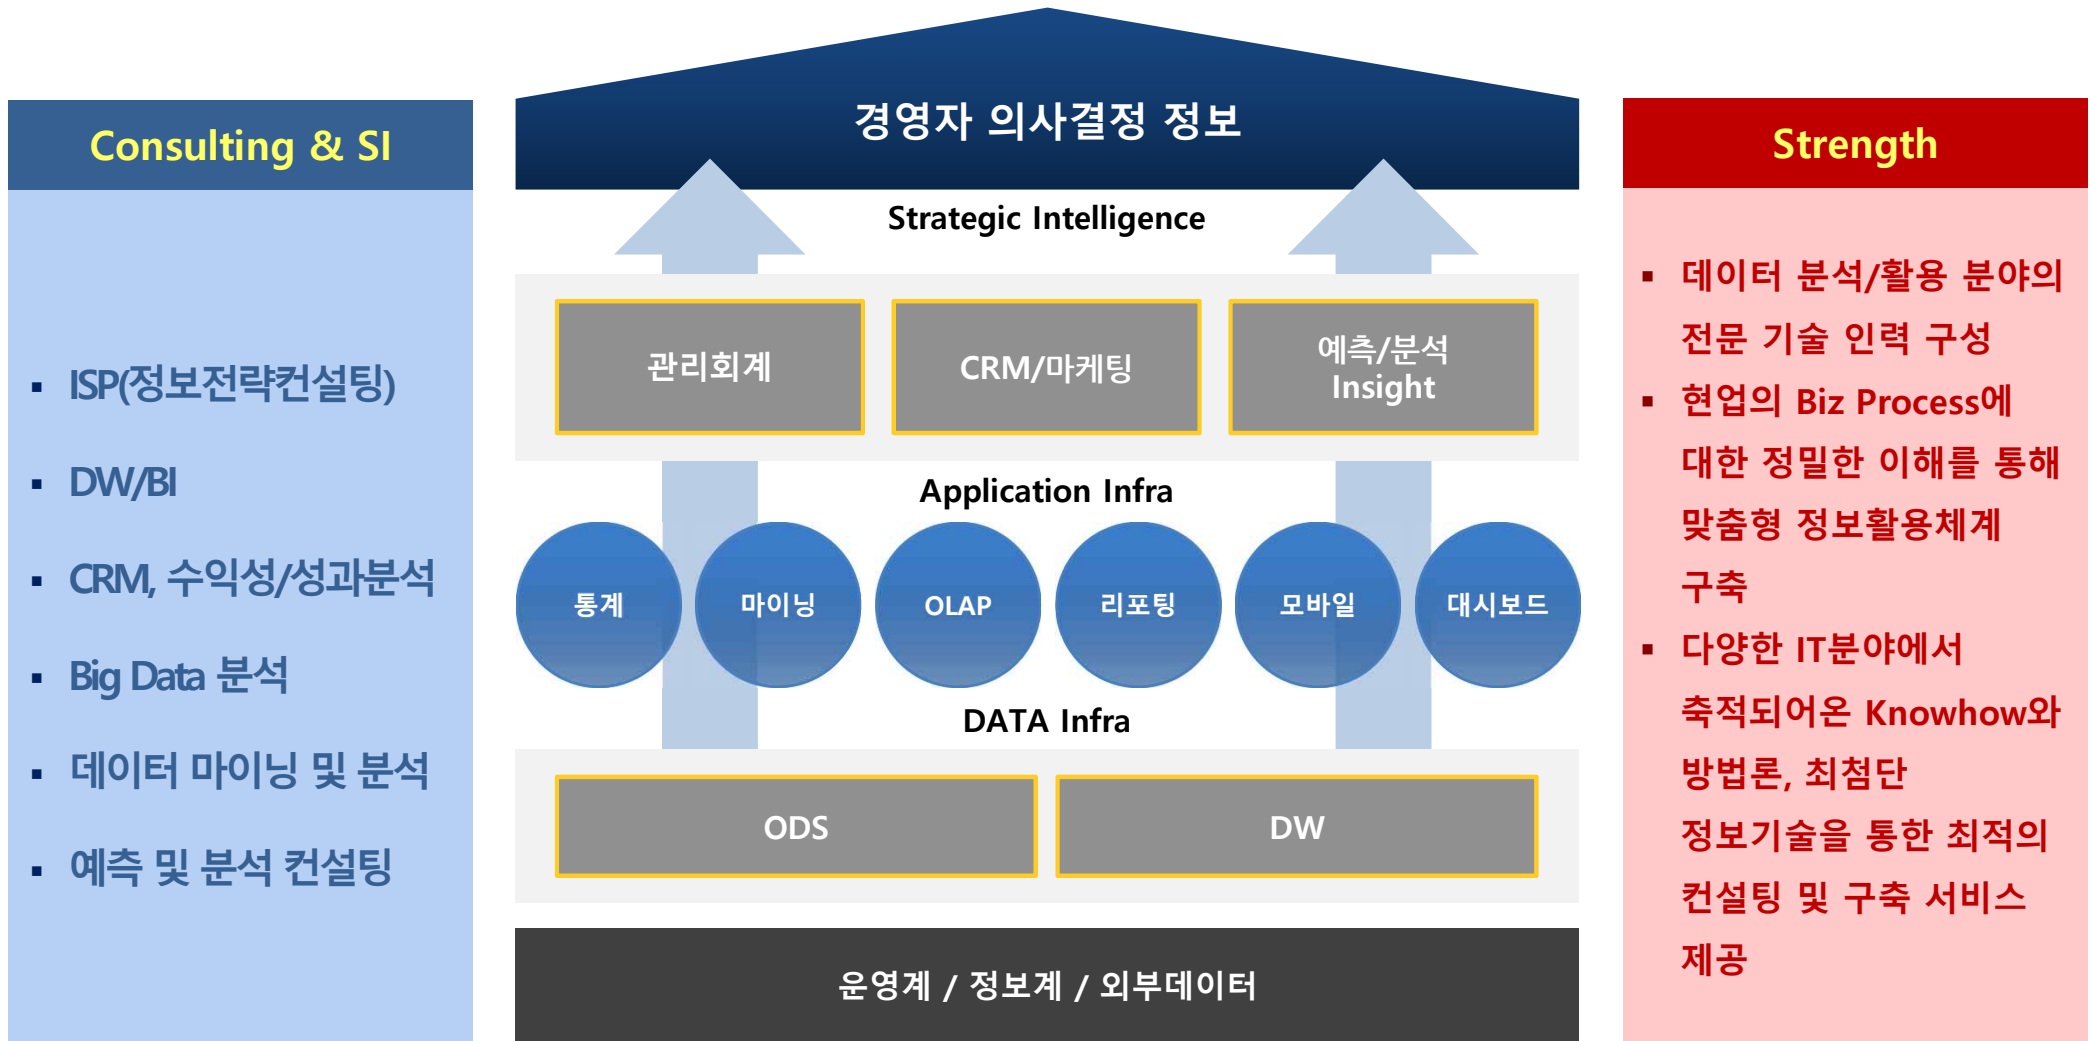 Consulting & SI
▪ ISP(정보전략컨설팅)
▪ DW/BI
▪ CRM, 수익성/성과분석
▪ Big Data 분석
▪ 데이터 마이닝 및 분석
▪ 예측 및 분석 컨설팅
경영자 의사결정 정보
Strategic Intelligence
관리회계
CRM/마케팅
예측/분석
Insight
Application Infra
통계
마이닝
OLAP
리포팅
모바일
대시보드
DATA Infra
ODS
DW
운영계 / 정보계 / 외부데이터
Strength
▪ 데이터 분석/활용 분야의
전문 기술 인력 구성
▪ 현업의 Biz Process에
대한 정밀한 이해를 통해
맞춤형 정보활용체계
구축
▪ 다양한 IT분야에서
축적되어온 Knowhow와
방법론, 최첨단
정보기술을 통한 최적의
컨설팅 및 구축 서비스
제공